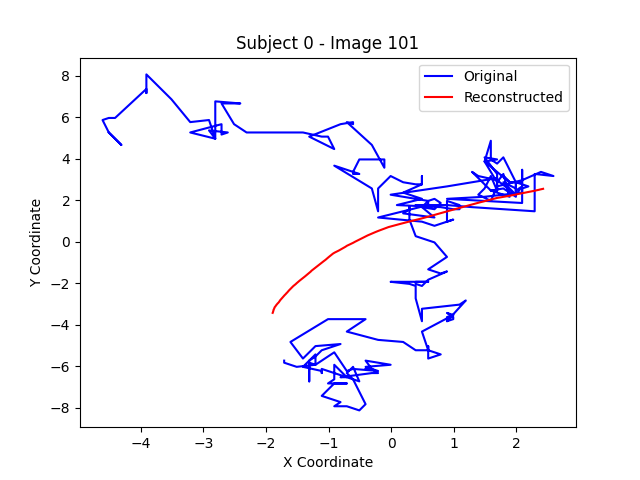 Subject 0 - Image 101
Original
Reconstructed
8
6
4
2
0
−2
−4
−6
−8
Y Coordinate
−4 −3 −2 −1 0 1 2
X Coordinate